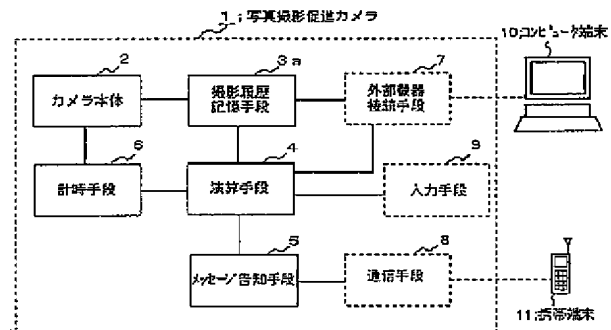 1;写真撮影促進カメラ
10;コンピュータ端末
2
カメラ本体
3a
撮影履歴
記憶手段
7
外部機器
接続手段
6
計時手段
4
演算手段
9
入力手段
5
メッセージ告知手段
8
通信手段
11;携帯端末